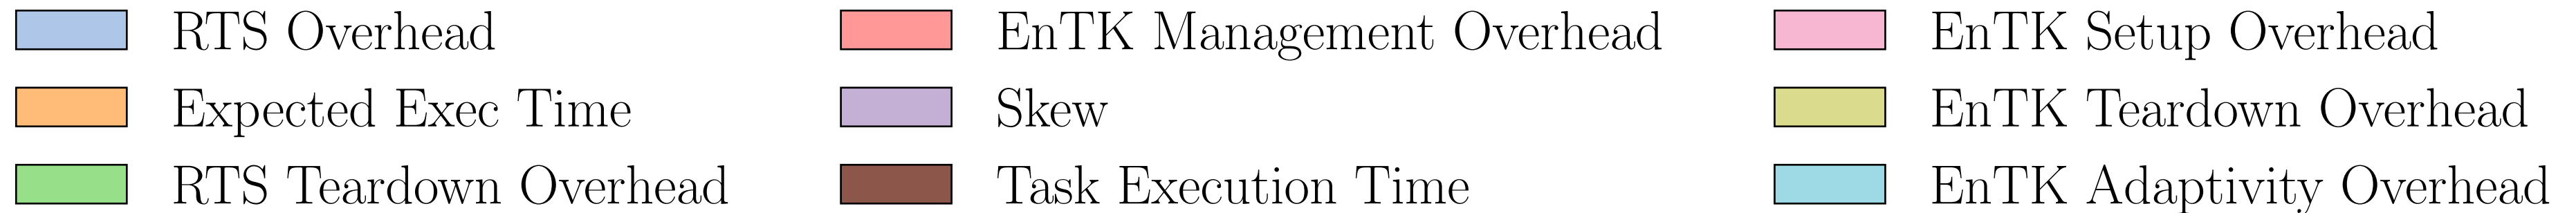 RTS Overhead
EnTK Management Overhead
EnTK Setup Overhead
Expected Exec Time
Skew
EnTK Teardown Overhead
RTS Teardown Overhead
Task Execution Time
EnTK Adaptivity Overhead